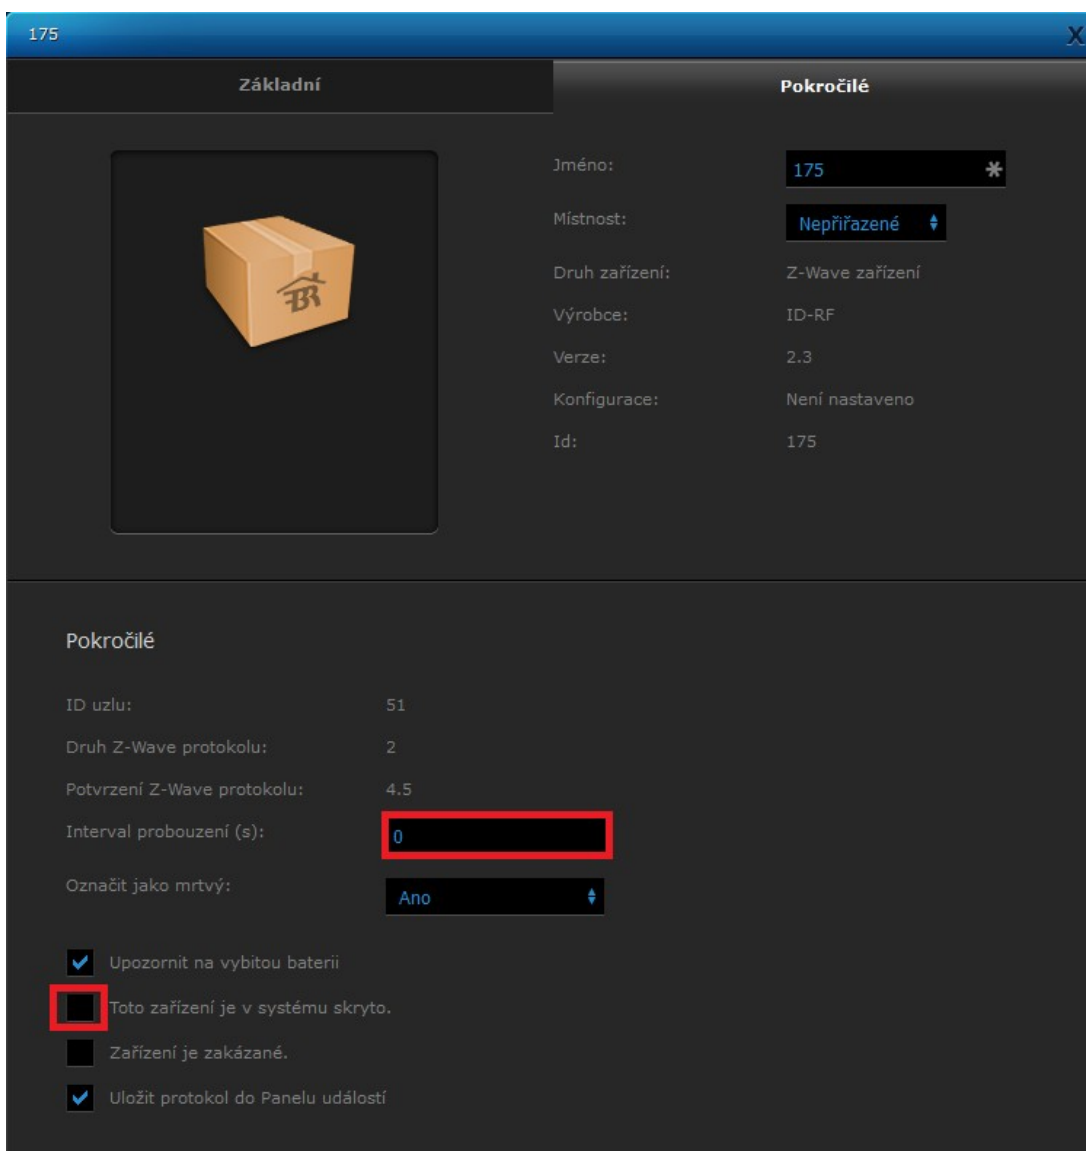 175
X
Základní
Pokročilé
Jméno: 175
Místnost: Nepřiřazené
Druh zařízení: Z-Wave zařízení
Výrobce: ID-RF
Verze: 2.3
Konfigurace: Není nastaveno
Id: 175
Pokročilé
ID uzlu: 51
Druh Z-Wave protokolu: 2
Potvrzení Z-Wave protokolu: 4.5
Interval probouzení (s): 0
Označit jako mrtvý: Ano
Upozornit na vybitou baterii
Toto zařízení je v systému skryto.
Zařízení je zakázané.
Uložit protokol do Panelu událostí